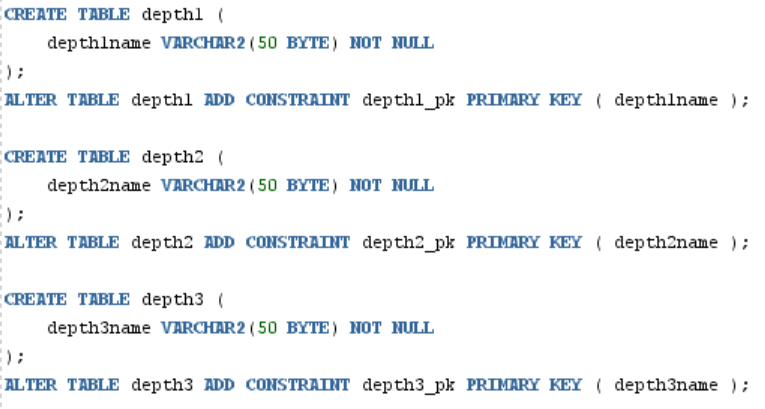 CREATE TABLE depth1 (
    depth1name VARCHAR2(50 BYTE) NOT NULL
);
ALTER TABLE depth1 ADD CONSTRAINT depth1_pk PRIMARY KEY ( depth1name );
CREATE TABLE depth2 (
    depth2name VARCHAR2(50 BYTE) NOT NULL
);
ALTER TABLE depth2 ADD CONSTRAINT depth2_pk PRIMARY KEY ( depth2name );
CREATE TABLE depth3 (
    depth3name VARCHAR2(50 BYTE) NOT NULL
);
ALTER TABLE depth3 ADD CONSTRAINT depth3_pk PRIMARY KEY ( depth3name );